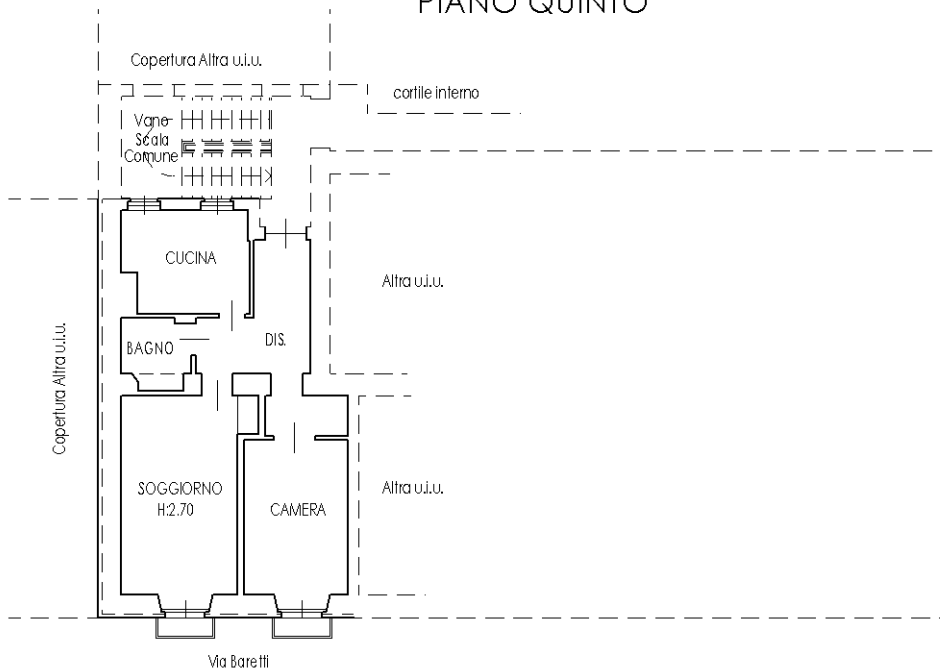 PIANO QUINTO
Copertura Altra u.i.u.
cortile interno
Vano
Scala
Comune
CUCINA
Altra u.i.u.
BAGNO
DIS.
Copertura Altra u.i.u.
SOGGIORNO
H:2.70
CAMERA
Altra u.i.u.
Via Baretti